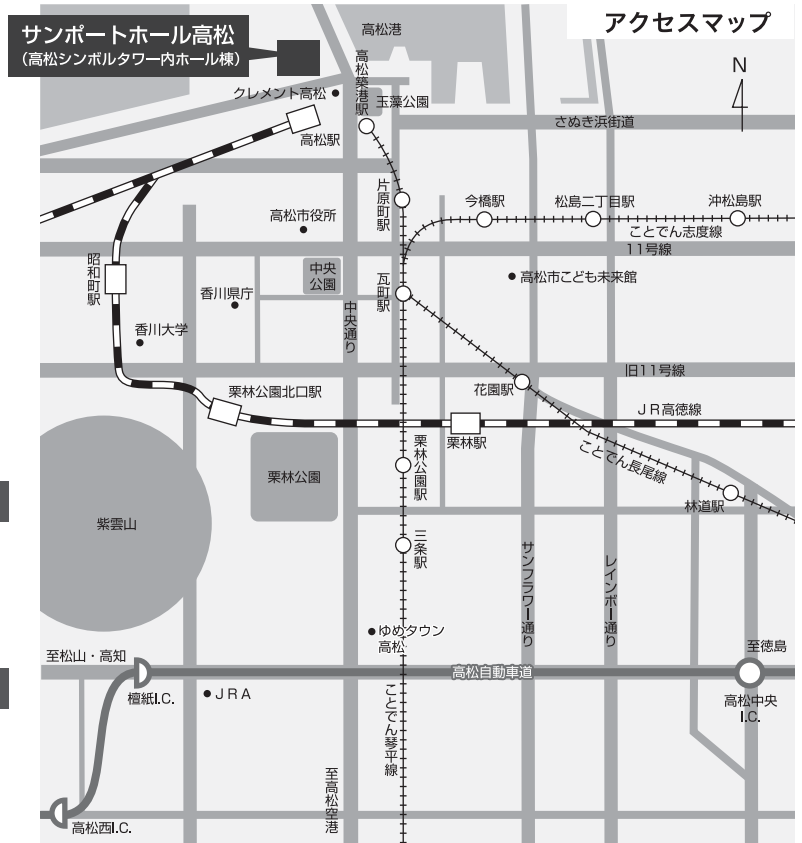 アクセスマップ
サンポートホール高松
(高松シンボルタワー内ホール棟)
高松港
N
クレメント高松
高松築港駅
玉藻公園
さぬき浜街道
高松駅
片原町駅
今橋駅
松島二丁目駅
沖松島駅
高松市役所
ことでん志度線
11号線
昭和町駅
中央
公園
瓦町駅
高松市こども未来館
香川県庁
中央通り
香川大学
旧11号線
花園駅
栗林公園北口駅
JR高徳線
栗林駅
栗林公園駅
ことでん長尾線
栗林公園
林道駅
紫雲山
三条駅
サンフラワー通り
レインボー通り
ゆめタウン
高松
至松山・高知
至徳島
高松自動車道
檀紙I.C.
JRA
高松中央
I.C.
ことでん琴平線
至高松空港
高松西I.C.